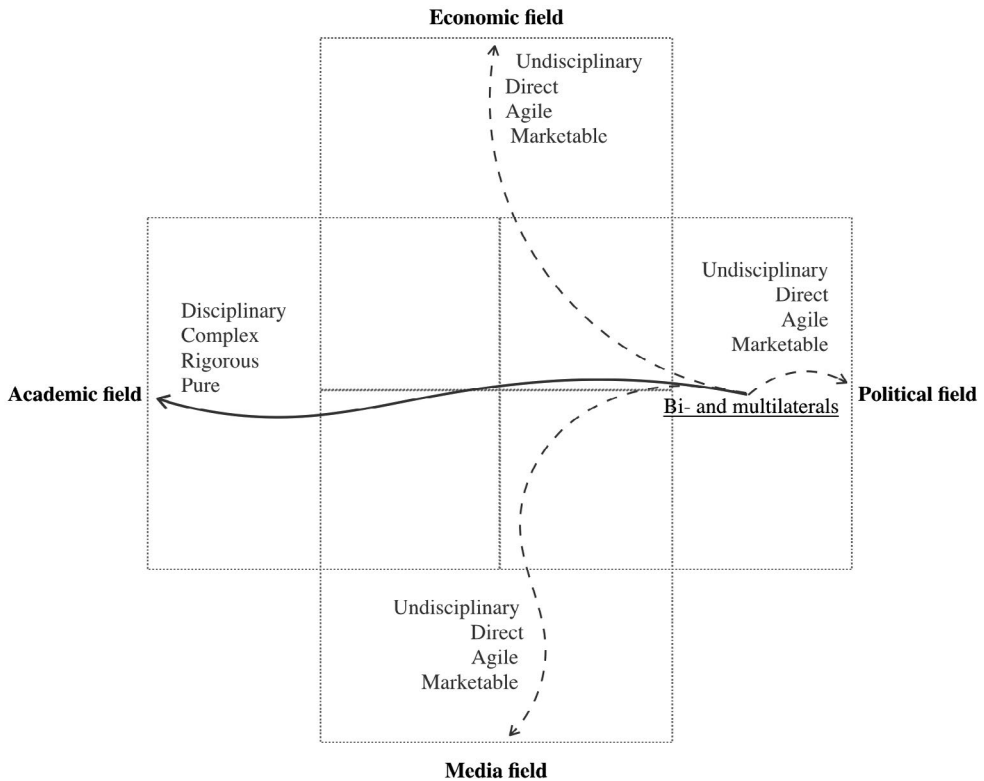 Economic field
Undisciplinary
Direct
Agile
Marketable
Undisciplinary
Direct
Agile
Marketable
Disciplinary
Complex
Rigorous
Pure
Academic field
Bi- and multilaterals
Political field
Undisciplinary
Direct
Agile
Marketable
Media field